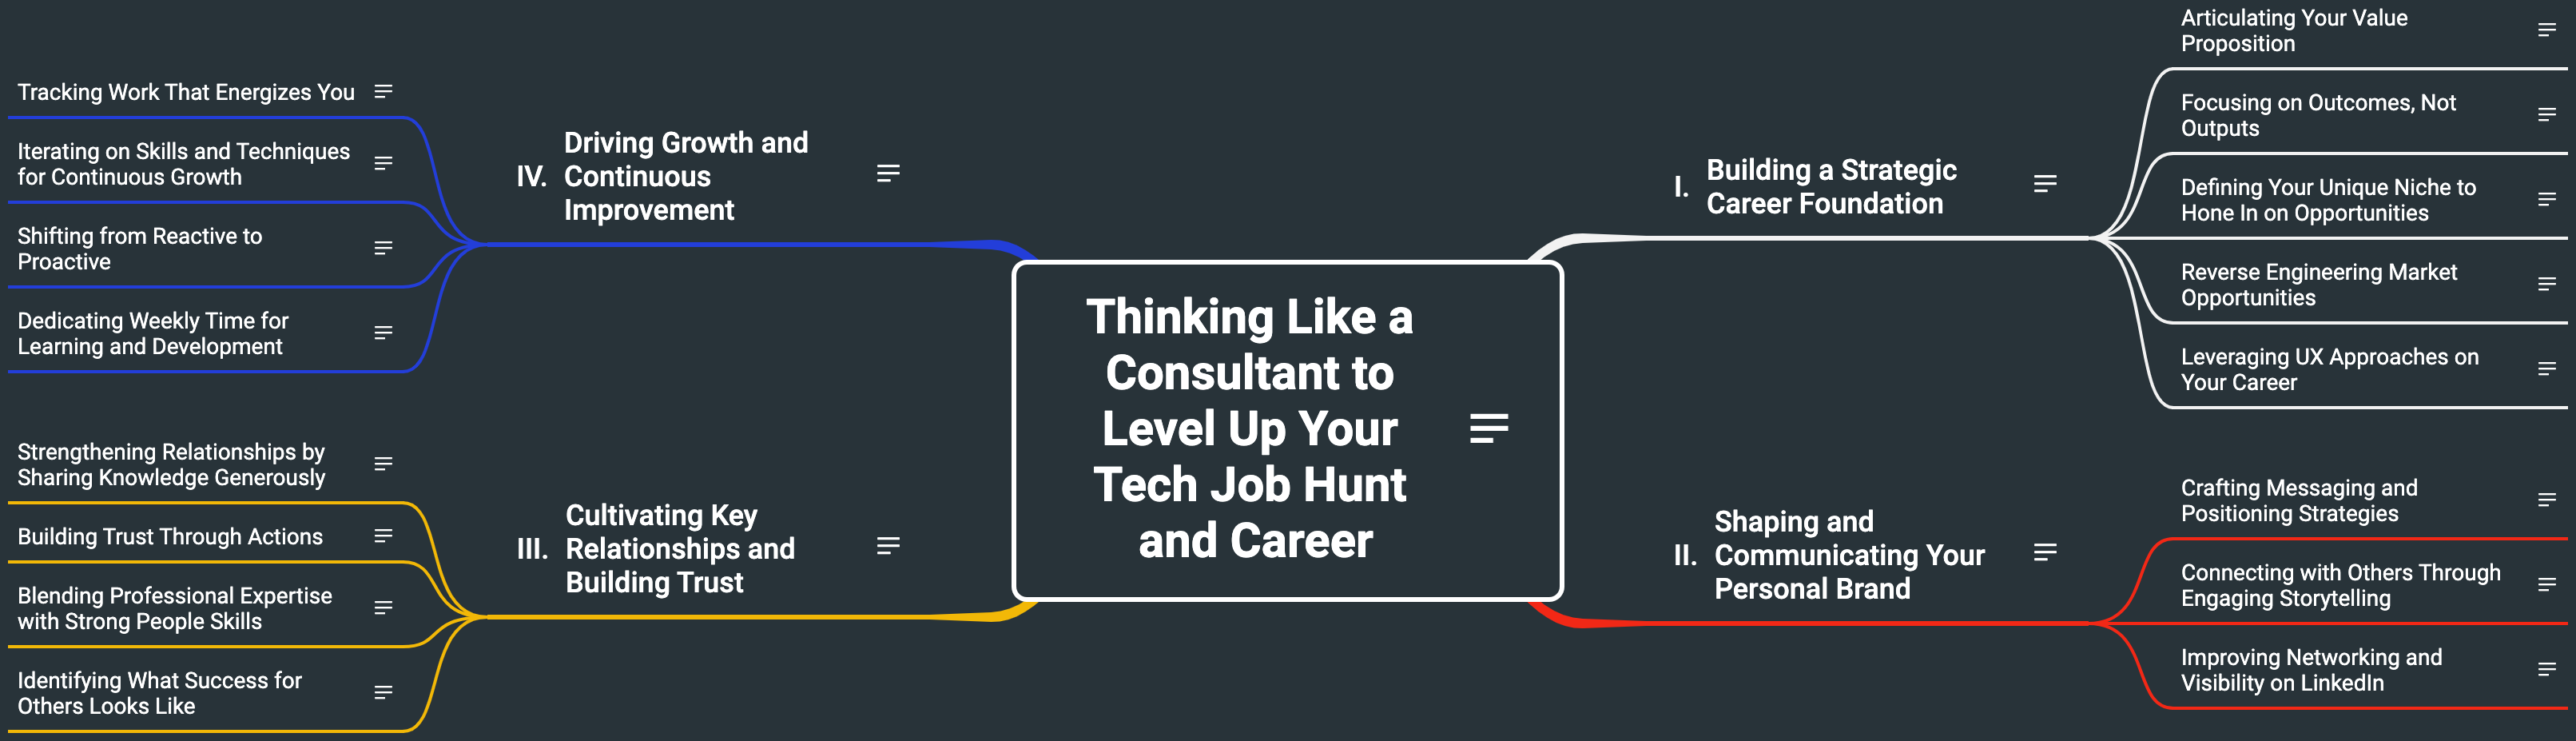 Thinking Like a
Consultant to
Level Up Your
Tech Job Hunt
and Career
I.
Building a Strategic
Career Foundation
Articulating Your Value
Proposition
Focusing on Outcomes, Not
Outputs
Defining Your Unique Niche to
Hone In on Opportunities
Reverse Engineering Market
Opportunities
Leveraging UX Approaches on
Your Career
II.
Shaping and
Communicating Your
Personal Brand
Crafting Messaging and
Positioning Strategies
Connecting with Others Through
Engaging Storytelling
Improving Networking and
Visibility on LinkedIn
III.
Cultivating Key
Relationships and
Building Trust
Strengthening Relationships by
Sharing Knowledge Generously
Building Trust Through Actions
Blending Professional Expertise
with Strong People Skills
Identifying What Success for
Others Looks Like
IV.
Driving Growth and
Continuous
Improvement
Tracking Work That Energizes You
Iterating on Skills and Techniques
for Continuous Growth
Shifting from Reactive to
Proactive
Dedicating Weekly Time for
Learning and Development